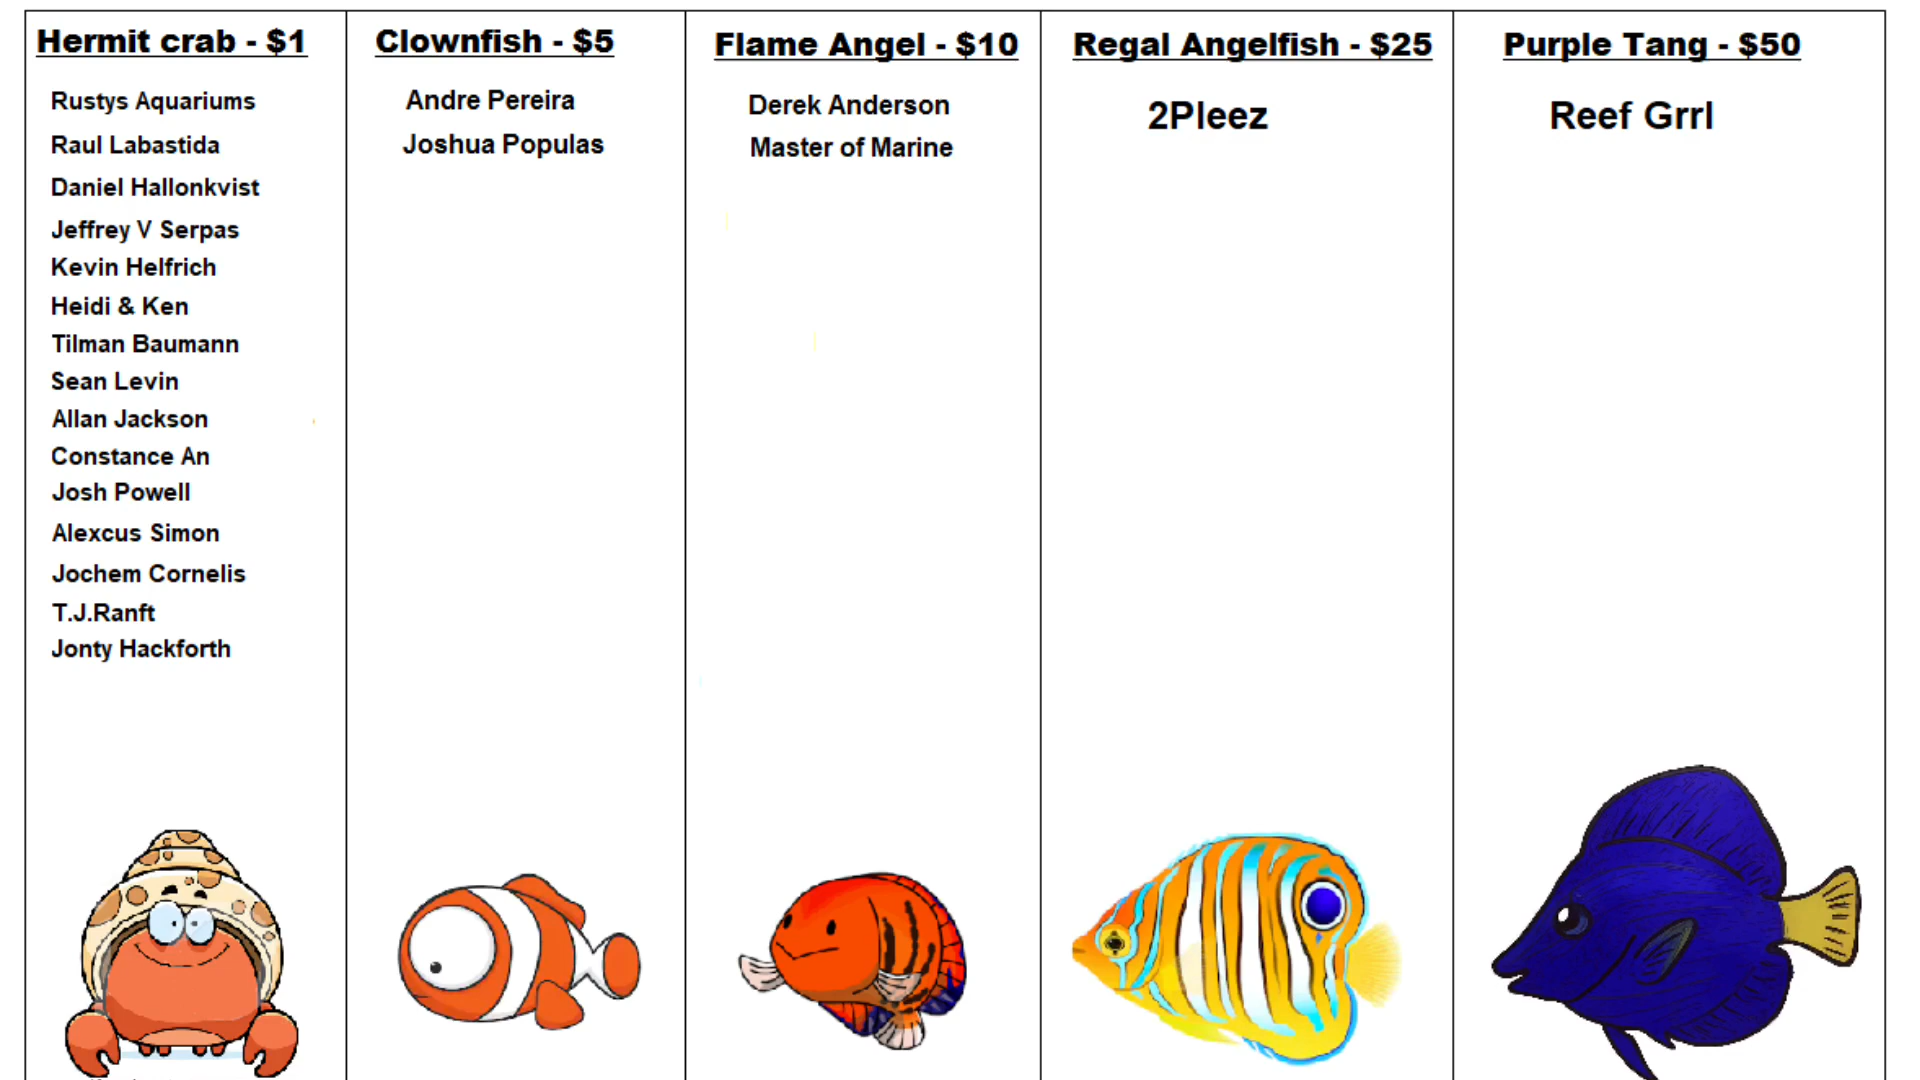 Hermit crab - $1
Rustys Aquariums
Raul Labastida
Daniel Hallonkvist
Jeffrey V Serpas
Kevin Helfrich
Heidi & Ken
Tilman Baumann
Sean Levin
Allan Jackson
Constance An
Josh Powell
Alexcus Simon
Jochem Cornelis
T.J.Ranft
Jonty Hackforth
Clownfish - $5
Andre Pereira
Joshua Populas
Flame Angel - $10
Derek Anderson
Master of Marine
Regal Angelfish - $25
2Pleez
Purple Tang - $50
Reef Grrl